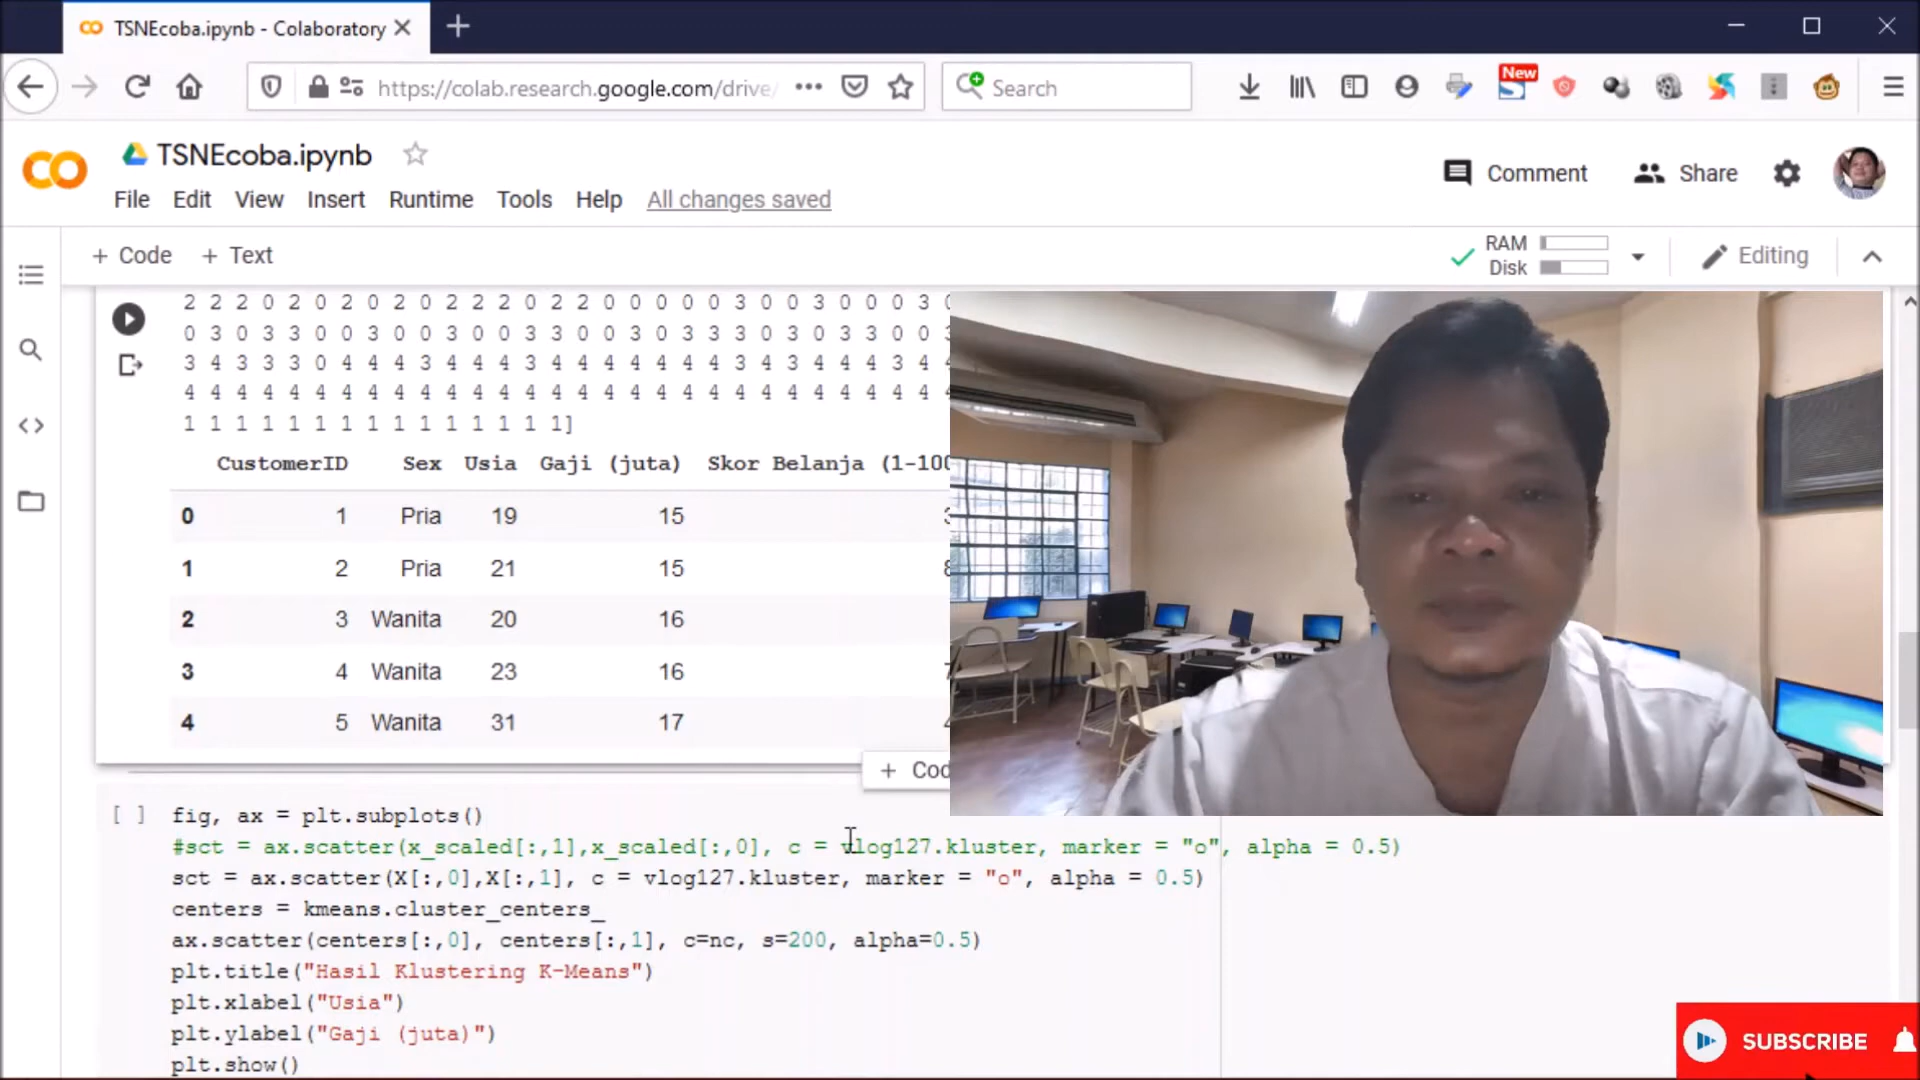 TSNEcoba.ipynb - Colaboratory
https://colab.research.google.com/drive/
Search
New
TSNEcoba.ipynb
Comment
Share
File Edit View Insert Runtime Tools Help All changes saved
+ Code + Text
RAM
Disk
Editing
2 2 2 0 2 0 2 0 2 0 2 2 2 0 2 0 0 0 0 0 0 3 0 0 3 0 0 0 3 0
0 3 0 3 3 0 0 3 0 0 3 0 0 3 3 0 0 3 0 3 3 0 3 0 3 3 0 0
3 4 3 3 3 0 4 4 4 3 4 4 4 3 4 4 4 4 4 4 4 3 4 3 4 4 4 3 4
4 4 4 4 4 4 4 4 4 4 4 4 4 4 4 4 4 4 4 4 4 4 4 4 4 4 4 4 4
1 1 1 1 1 1 1 1 1 1 1 1 1 1 1]
CustomerID Sex Usia Gaji (juta) Skor Belanja (1-100
0 1 Pria 19 15
1 2 Pria 21 15
2 3 Wanita 20 16
3 4 Wanita 23 16
4 5 Wanita 31 17
+ Cod
[ ] fig, ax = plt.subplots()
#sct = ax.scatter(x_scaled[:,1],x_scaled[:,0], c = vlog127.kluster, marker = "o", alpha = 0.5)
sct = ax.scatter(X[:,0],X[:,1], c = vlog127.kluster, marker = "o", alpha = 0.5)
centers = kmeans.cluster_centers_
ax.scatter(centers[:,0], centers[:,1], c=nc, s=200, alpha=0.5)
plt.title("Hasil Klustering K-Means")
plt.xlabel("Usia")
plt.ylabel("Gaji (juta)")
plt.show()
SUBSCRIBE